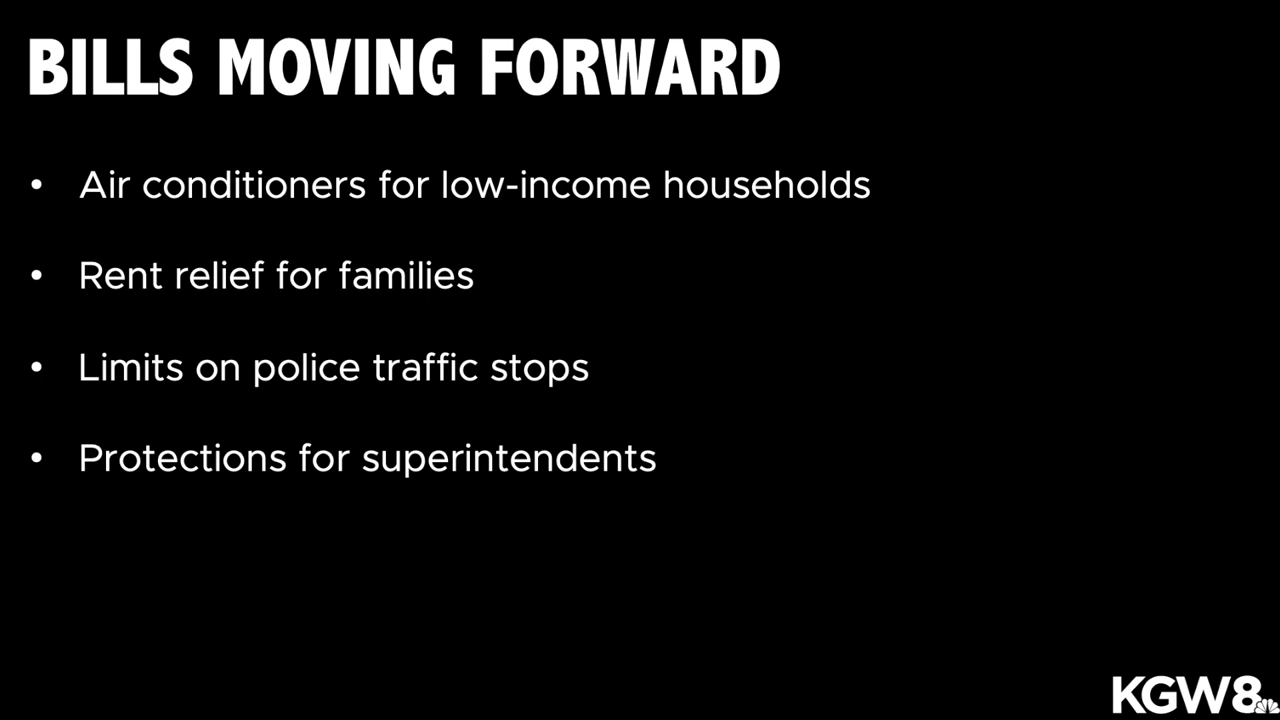 BILLS MOVING FORWARD
• Air conditioners for low-income households
• Rent relief for families
• Limits on police traffic stops
• Protections for superintendents
KGW8